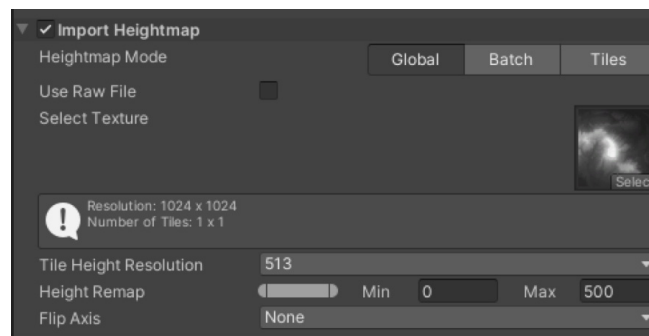 Import Heightmap
Heightmap Mode Global Batch Tiles
Use Raw File
Select Texture
Selec
Resolution: 1024 x 1024
Number of Tiles: 1 x 1
Tile Height Resolution 513
Height Remap Min 0 Max 500
Flip Axis None